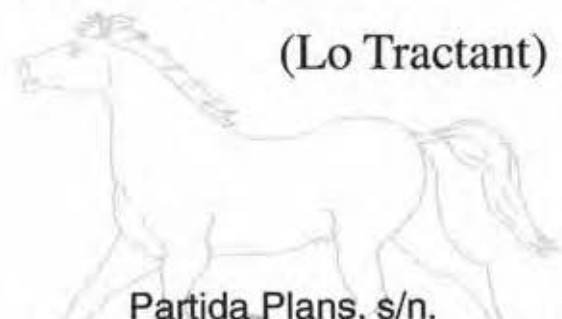 (Lo Tractant)
Partida Plans, s/n.